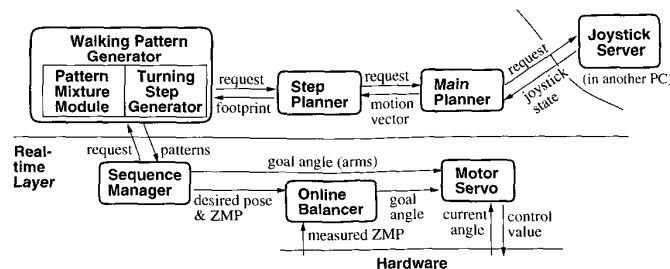 Walking Pattern
Generator
Pattern
Mixture
Module
Turning
Step
Generator
request
footprint
Step
Planner
request
motion
vector
Main
Planner
request
joystick
state
Joystick
Server
(in another PC)
Real-
time
Layer
request
patterns
Sequence
Manager
goal angle (arms)
desired pose
& ZMP
Online
Balancer
goal
angle
Motor
Servo
measured ZMP
current
angle
control
value
Hardware